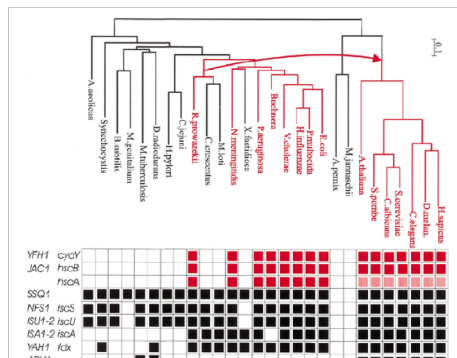 0.1
A.aeolicus
Synechocystis
B.subtilis
M.genitalium
M.tuberculosis
D.radiodurans
H.pylori
C.jejuni
R.prowazekii
C.crescentus
M.loti
N.meningitidis
X.fastidiosa
P.aeruginosa
Buchnera
V.cholerae
H.influenzae
P.multocida
E.coli
A.pernix
M.jannaschii
A.thaliana
S.pombe
C.albicans
S.cerevisiae
C.elegans
D.melan.
H.sapiens
YFH1 cyaY
JAC1 hscB
hscA
SSQ1
NFS1 iscS
ISU1-2 iscU
ISA1-2 iscA
YAH1 fdx